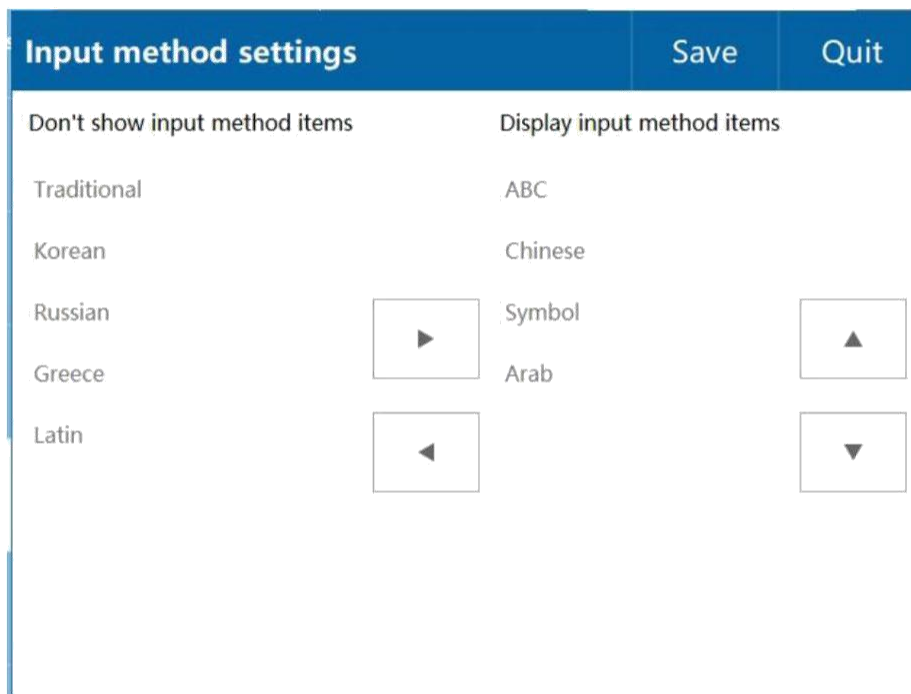 Input method settings
Save
Quit
Don't show input method items
Display input method items
Traditional
ABC
Korean
Chinese
Russian
Symbol
Greece
Arab
Latin